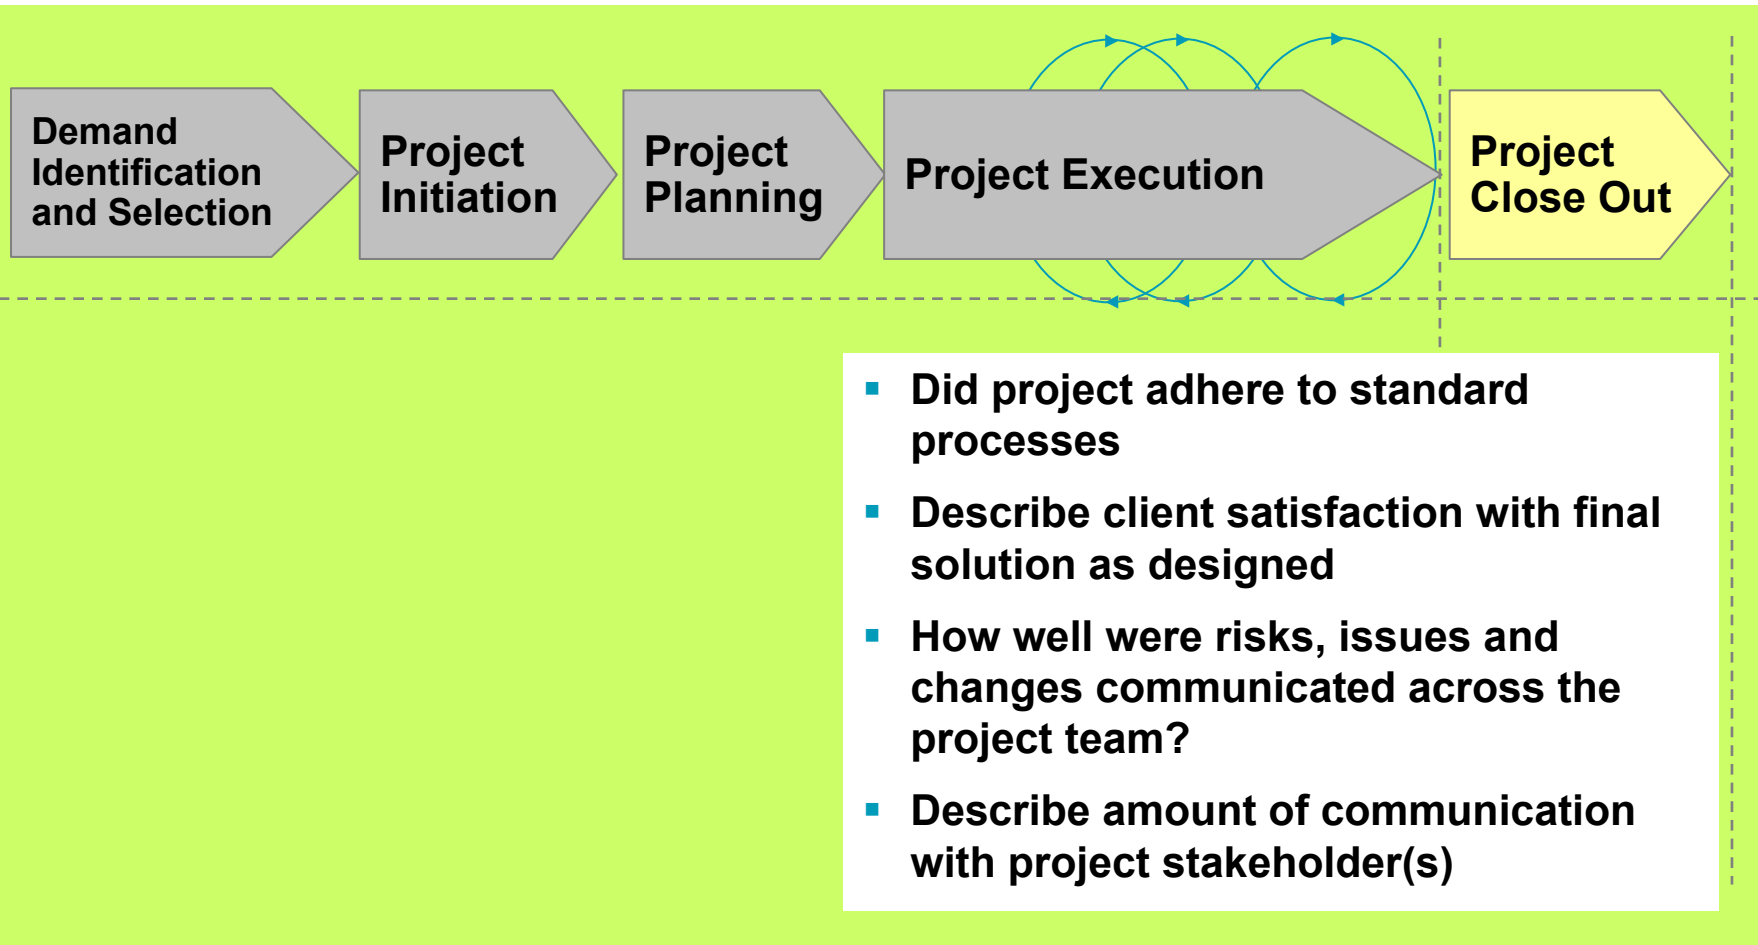 Demand
Identification
and Selection
Project
Initiation
Project
Planning
Project Execution
Project
Close Out
▪ Did project adhere to standard
processes
▪ Describe client satisfaction with final
solution as designed
▪ How well were risks, issues and
changes communicated across the
project team?
▪ Describe amount of communication
with project stakeholder(s)